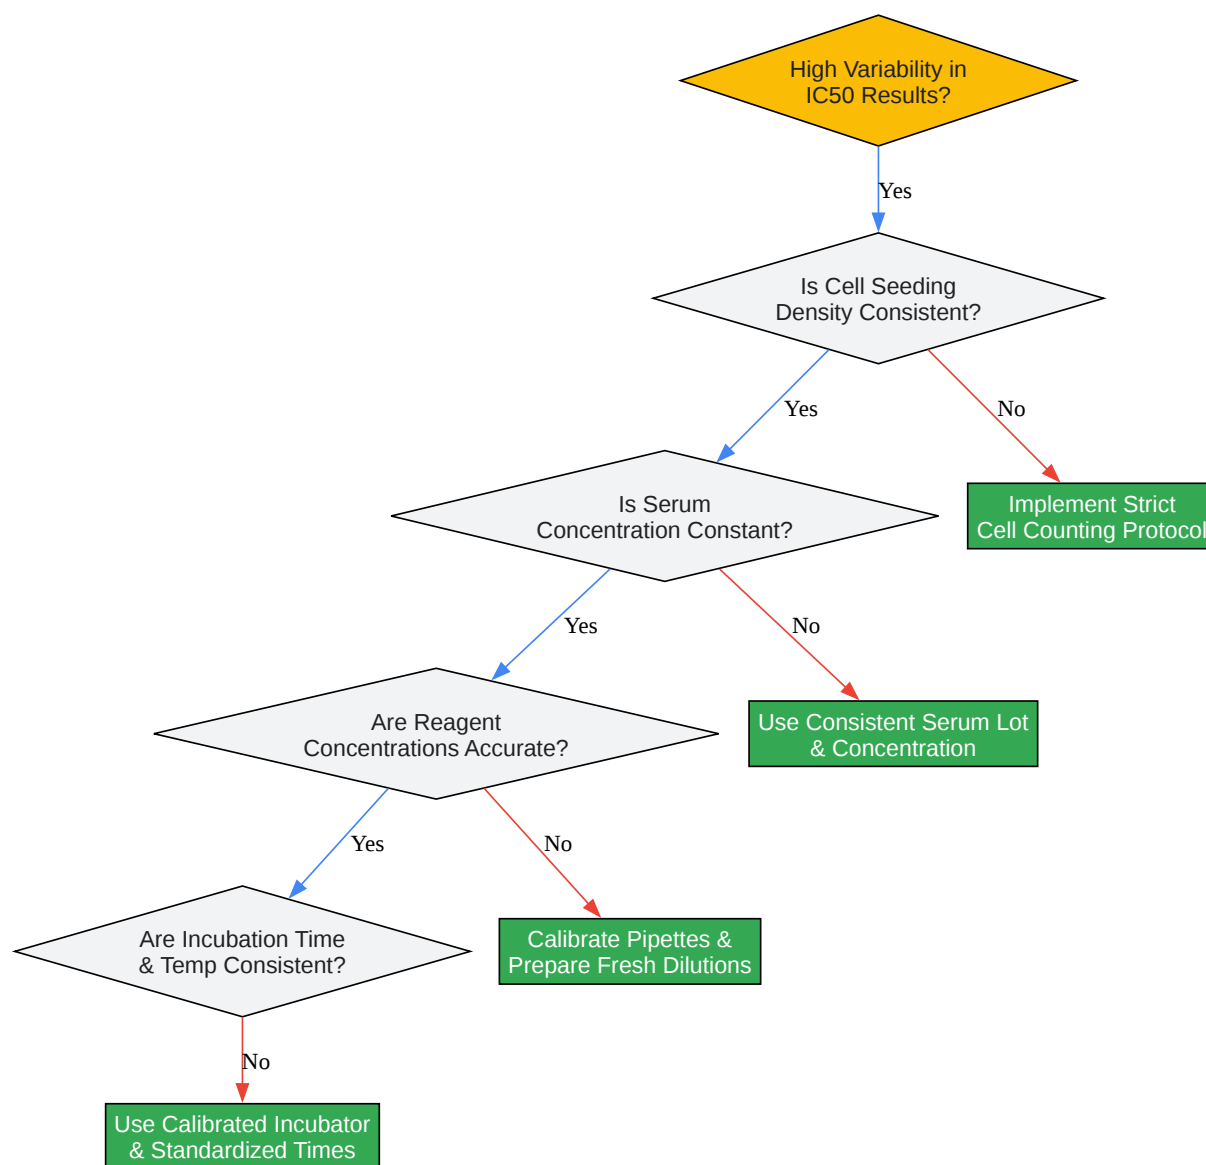 High Variability in
IC50 Results?
Yes
Is Cell Seeding
Density Consistent?
Yes
No
Is Serum
Concentration Constant?
Implement Strict
Cell Counting Protocol
Yes
No
Are Reagent
Concentrations Accurate?
Use Consistent Serum Lot
& Concentration
Yes
No
Are Incubation Time
& Temp Consistent?
Calibrate Pipettes &
Prepare Fresh Dilutions
No
Use Calibrated Incubator
& Standardized Times